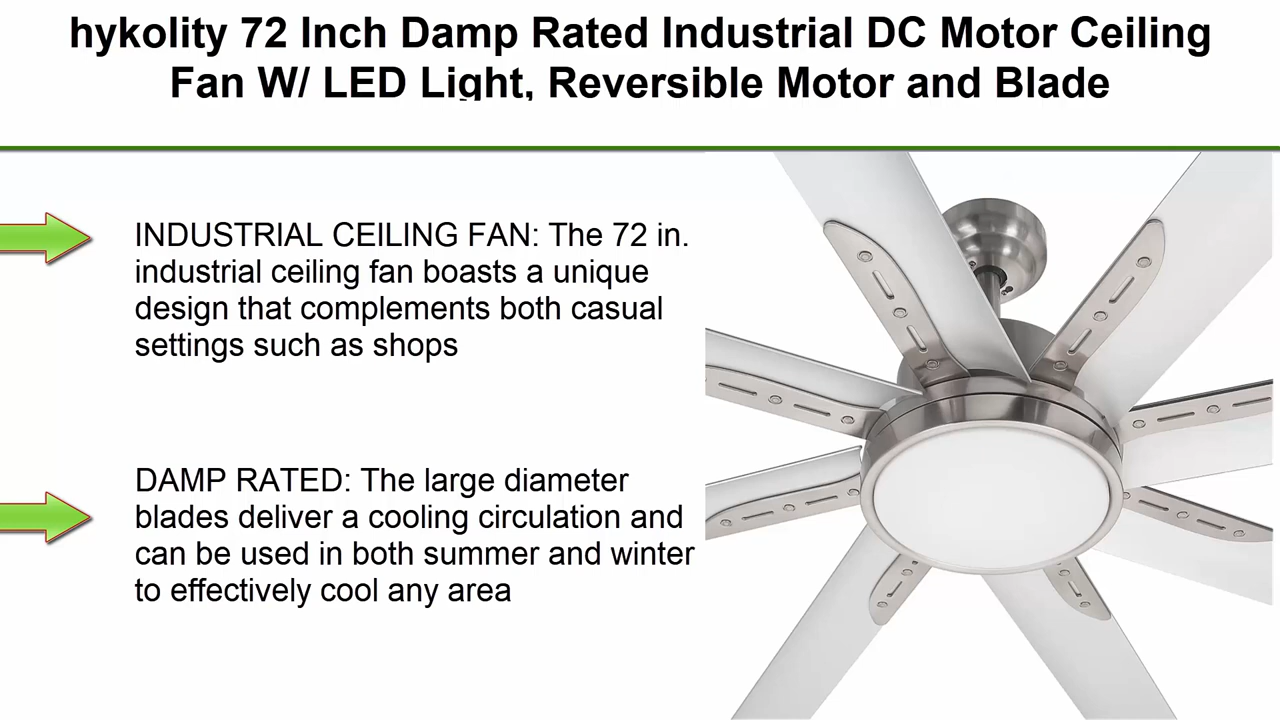 hykolity 72 Inch Damp Rated Industrial DC Motor Ceiling
Fan W/ LED Light, Reversible Motor and Blade
INDUSTRIAL CEILING FAN: The 72 in.
industrial ceiling fan boasts a unique
design that complements both casual
settings such as shops
DAMP RATED: The large diameter
blades deliver a cooling circulation and
can be used in both summer and winter
to effectively cool any area